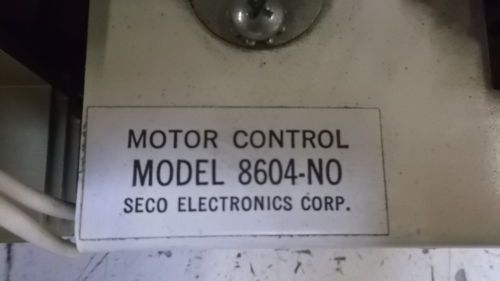 MOTOR CONTROL
MODEL 8604-NO
SECO ELECTRONICS CORP.